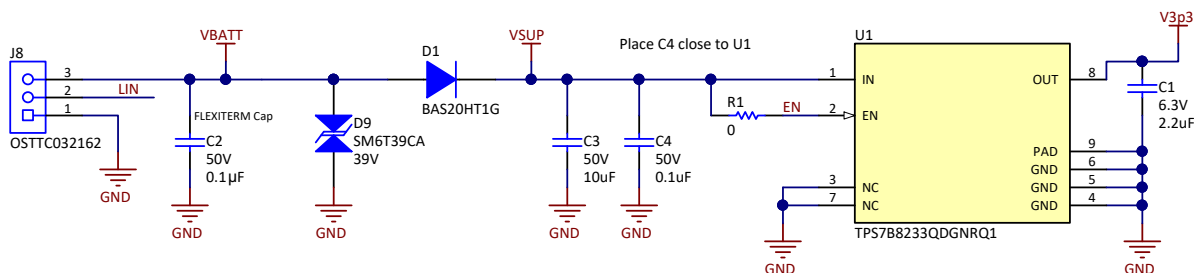 J8
3
2
1
LIN
OSTTC032162
GND
VBATT
FLEXITERM Cap
C2
50V
0.1µF
GND
D9
SM6T39CA
39V
GND
D1
BAS20HT1G
VSUP
C3
50V
10uF
GND
C4
50V
0.1uF
GND
Place C4 close to U1
R1
0
EN
U1
1 IN
2 EN
3 NC
7 NC
OUT 8
PAD 9
GND 6
GND 5
GND 4
TPS7B8233QDGNRQ1
GND
V3p3
C1
6.3V
2.2uF
GND